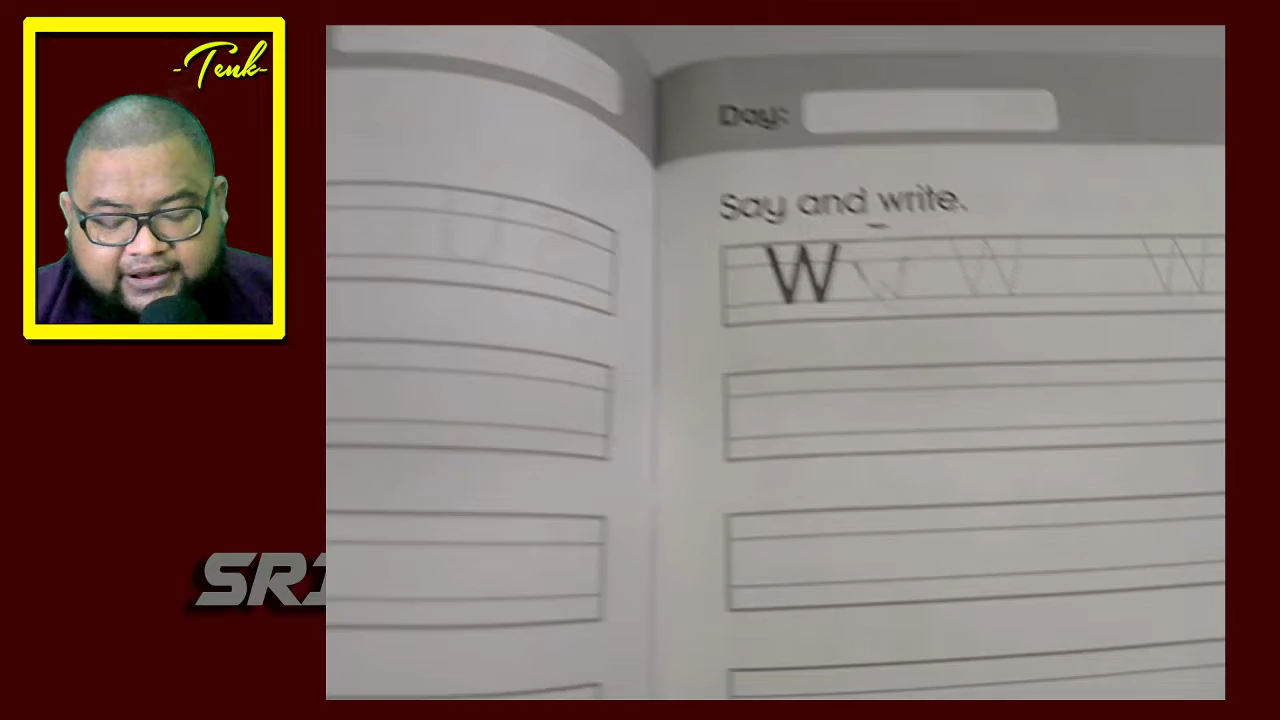 -Tenk-
Day:
Say and write.
W W W
SRI